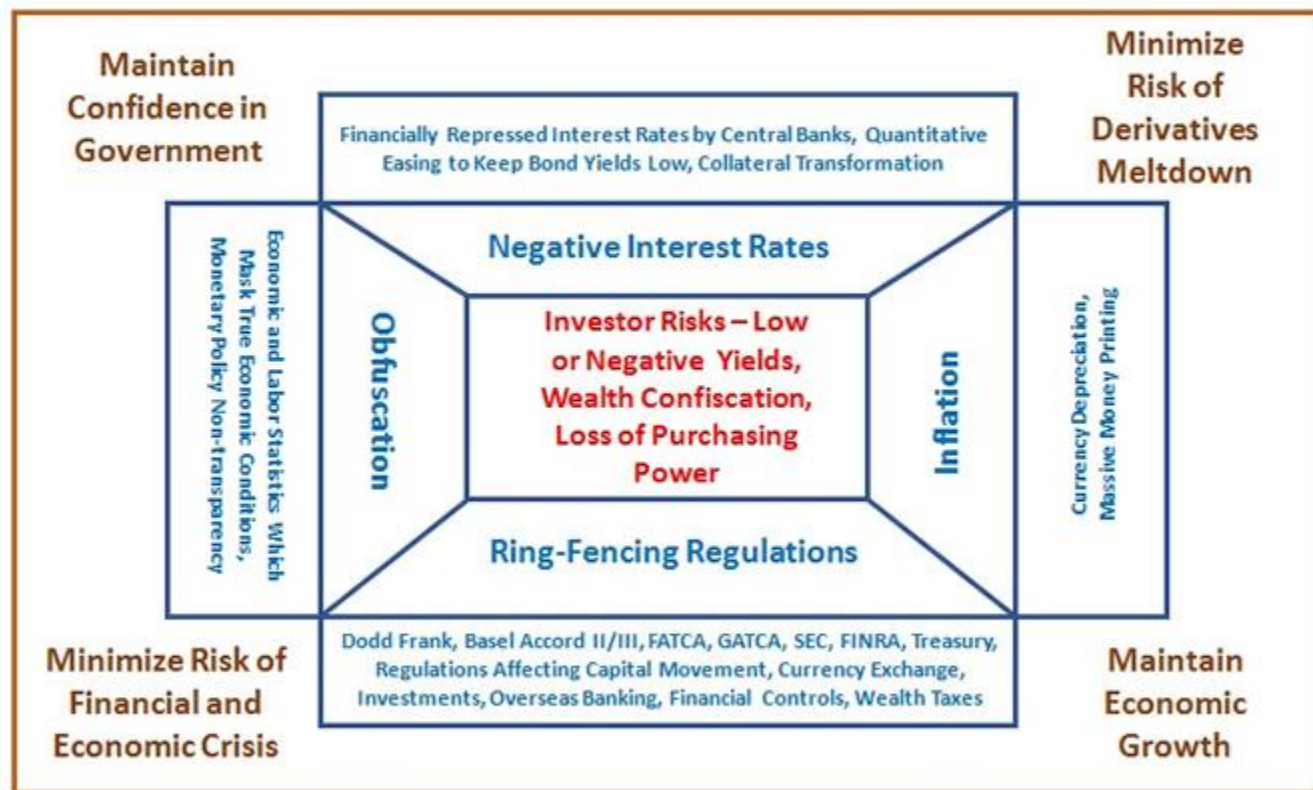 Maintain
Confidence in
Government
Minimize
Risk of
Derivatives
Meltdown
Financially Repressed Interest Rates by Central Banks, Quantitative
Easing to Keep Bond Yields Low, Collateral Transformation
Economic and Labor Statistics Which
Mask True Economic Conditions,
Monetary Policy Non-transparency
Obfuscation
Negative Interest Rates
Investor Risks – Low
or Negative Yields,
Wealth Confiscation,
Loss of Purchasing
Power
Inflation
Currency Depreciation,
Massive Money Printing
Ring-Fencing Regulations
Dodd Frank, Basel Accord II/III, FATCA, GATCA, SEC, FINRA, Treasury,
Regulations Affecting Capital Movement, Currency Exchange,
Investments, Overseas Banking, Financial Controls, Wealth Taxes
Minimize Risk of
Financial and
Economic Crisis
Maintain
Economic
Growth